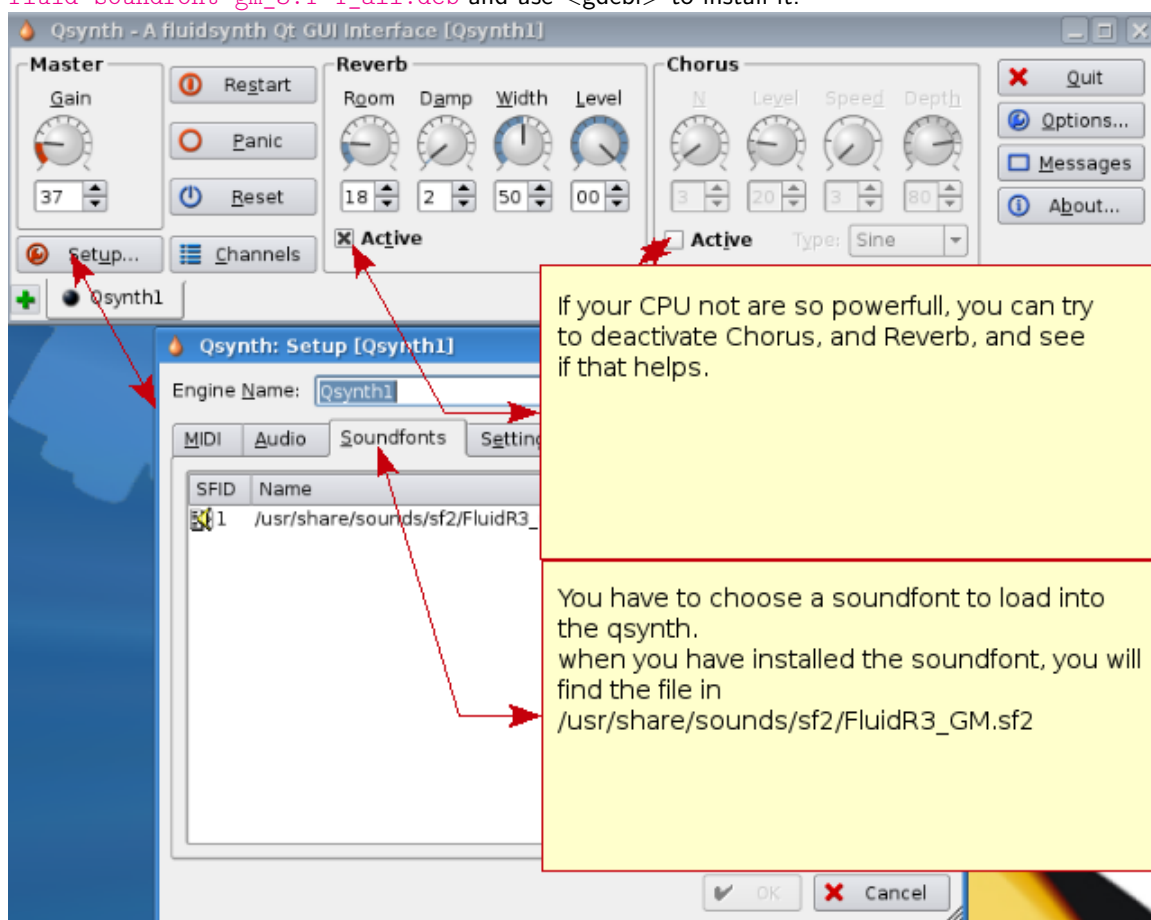 fluid-soundfont-gm_3.1-1_all.deb and use <gdebi> to install it.
Qsynth - A fluidsynth Qt GUI Interface [Qsynth1]
Master
Reverb
Chorus
Gain
Restart
Room Damp Width Level
N Level Speed Depth
Quit
Panic
Options...
Messages
37
Reset
18 2 50 00
3 20 3 80
About...
Setup...
Channels
Active
Active Type: Sine
Qsynth1
If your CPU not are so powerfull, you can try
to deactivate Chorus, and Reverb, and see
if that helps.
Qsynth: Setup [Qsynth1]
Engine Name: Qsynth1
MIDI Audio Soundfonts
SFID Name
1 /usr/share/sounds/sf2/FluidR3_
You have to choose a soundfont to load into
the qsynth.
when you have installed the soundfont, you will
find the file in
/usr/share/sounds/sf2/FluidR3_GM.sf2
OK Cancel